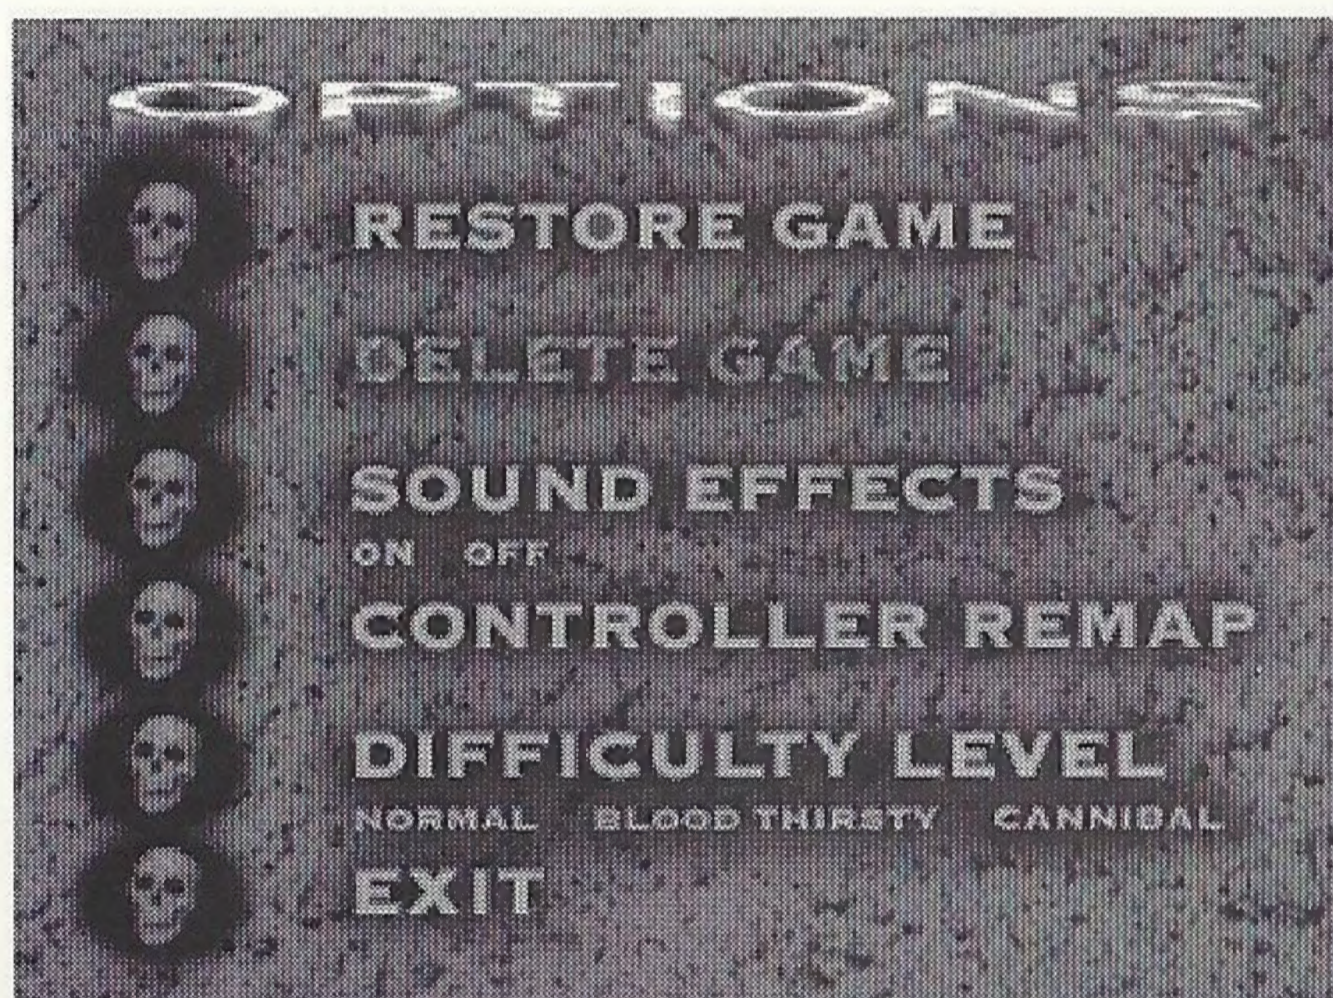 OPTIONS
RESTORE GAME
DELETE GAME
SOUND EFFECTS
ON OFF
CONTROLLER REMAP
DIFFICULTY LEVEL
NORMAL BLOOD THIRSTY CANNIBAL
EXIT